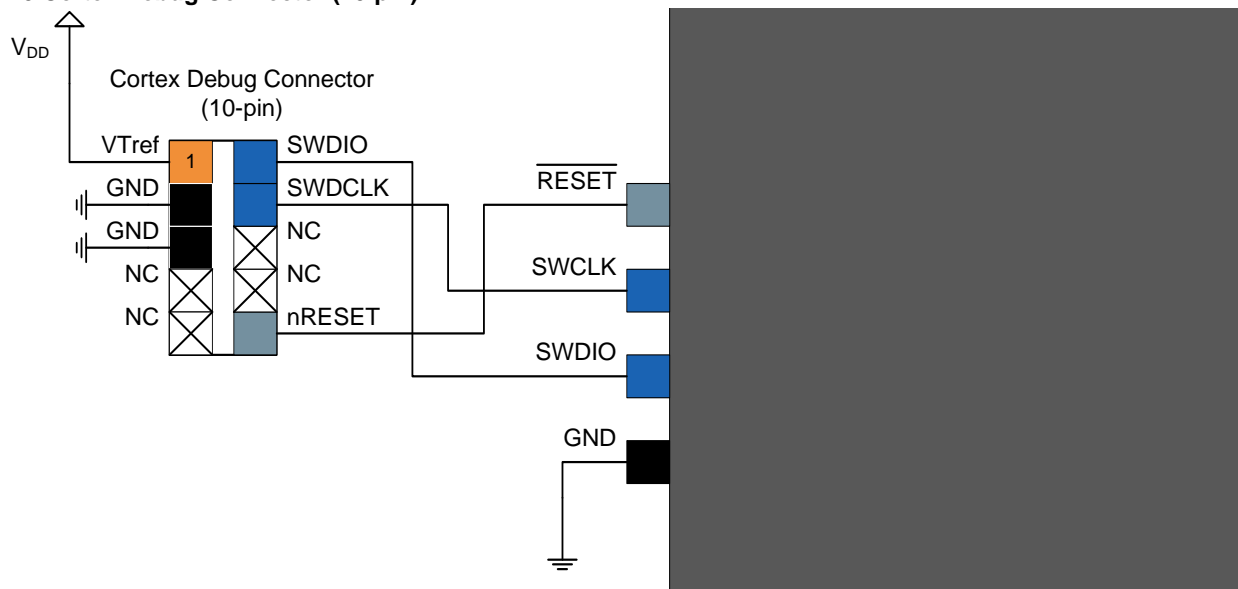 V_DD
Cortex Debug Connector
(10-pin)
VTref
1
SWDIO
GND
SWDCLK
GND
NC
NC
NC
NC
nRESET
RESET
SWCLK
SWDIO
GND